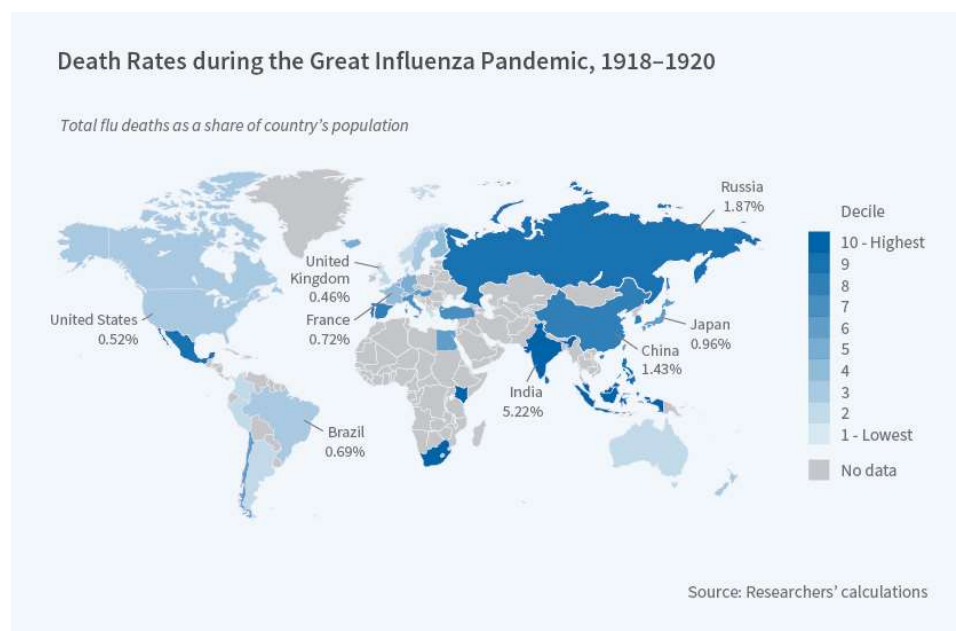 Death Rates during the Great Influenza Pandemic, 1918–1920
Total flu deaths as a share of country’s population
Russia
1.87%
Decile
10 - Highest
9
8
7
6
5
4
3
2
1 - Lowest
No data
United
Kingdom
0.46%
United States
0.52%
France
0.72%
Japan
0.96%
China
1.43%
India
5.22%
Brazil
0.69%
Source: Researchers’ calculations